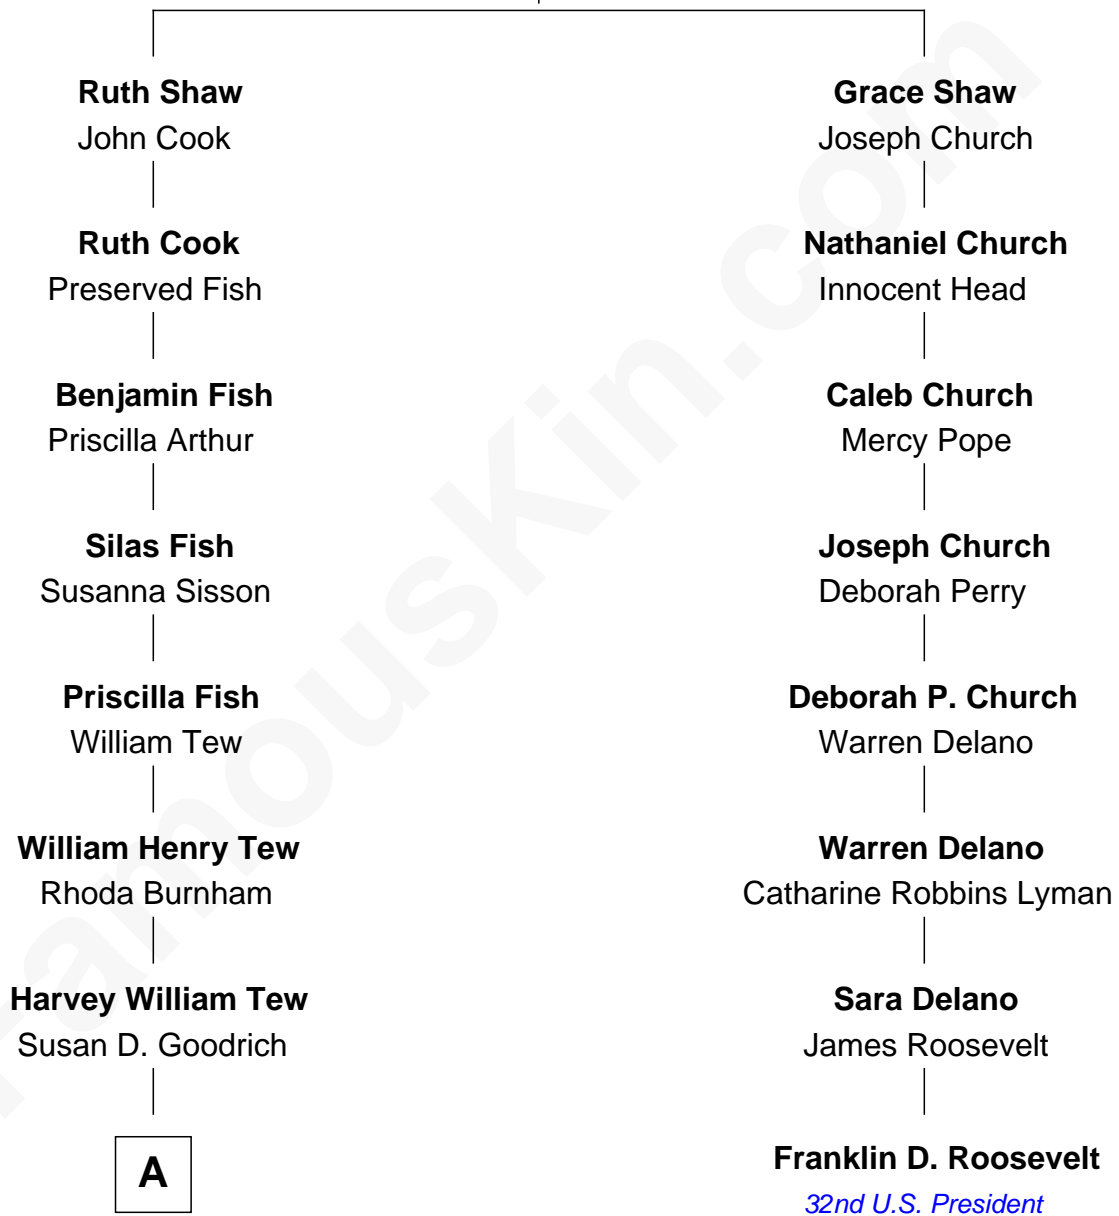 Ruth Shaw
John Cook
Grace Shaw
Joseph Church
Ruth Cook
Preserved Fish
Nathaniel Church
Innocent Head
Benjamin Fish
Priscilla Arthur
Caleb Church
Mercy Pope
Silas Fish
Susanna Sisson
Joseph Church
Deborah Perry
Priscilla Fish
William Tew
Deborah P. Church
Warren Delano
William Henry Tew
Rhoda Burnham
Warren Delano
Catharine Robbins Lyman
Harvey William Tew
Susan D. Goodrich
Sara Delano
James Roosevelt
A
Franklin D. Roosevelt
32nd U.S. President
FamousKin.com